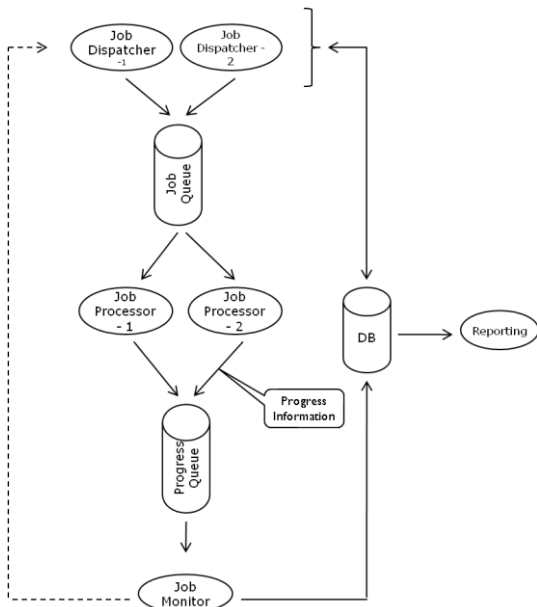 Job
Dispatcher
-1
Job
Dispatcher -
2
Job
Queue
Job
Processor
- 1
Job
Processor
- 2
DB
Reporting
Progress
Information
Progress
Queue
Job
Monitor